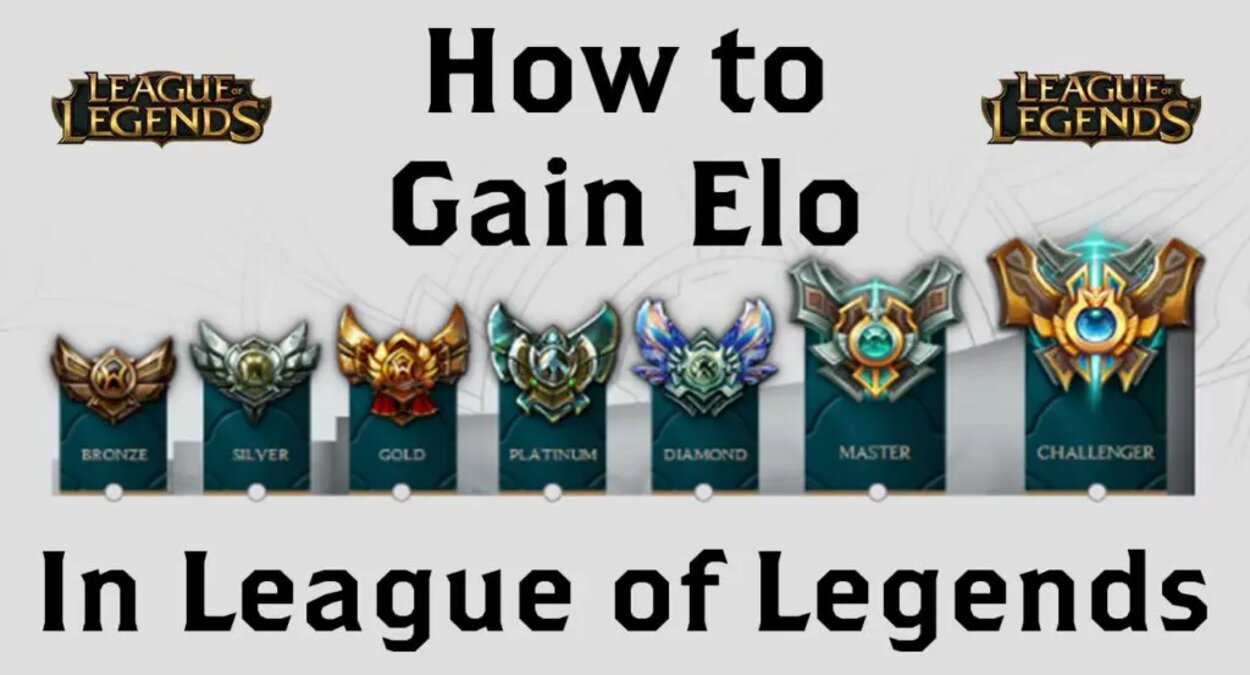 How to
LEAGUE OF
LEGENDS
LEAGUE OF
LEGENDS
Gain Elo
BRONZE
SILVER
GOLD
PLATINUM
DIAMOND
MASTER
CHALLENGER
In League of Legends